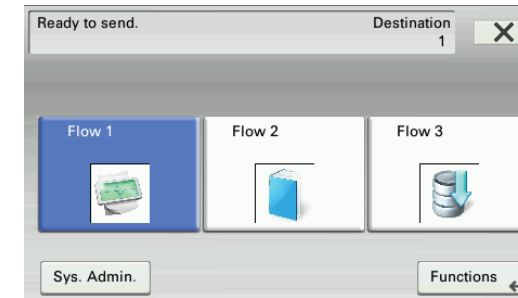 Ready to send.
Destination
1
Flow 1
Flow 2
Flow 3
Sys. Admin.
Functions